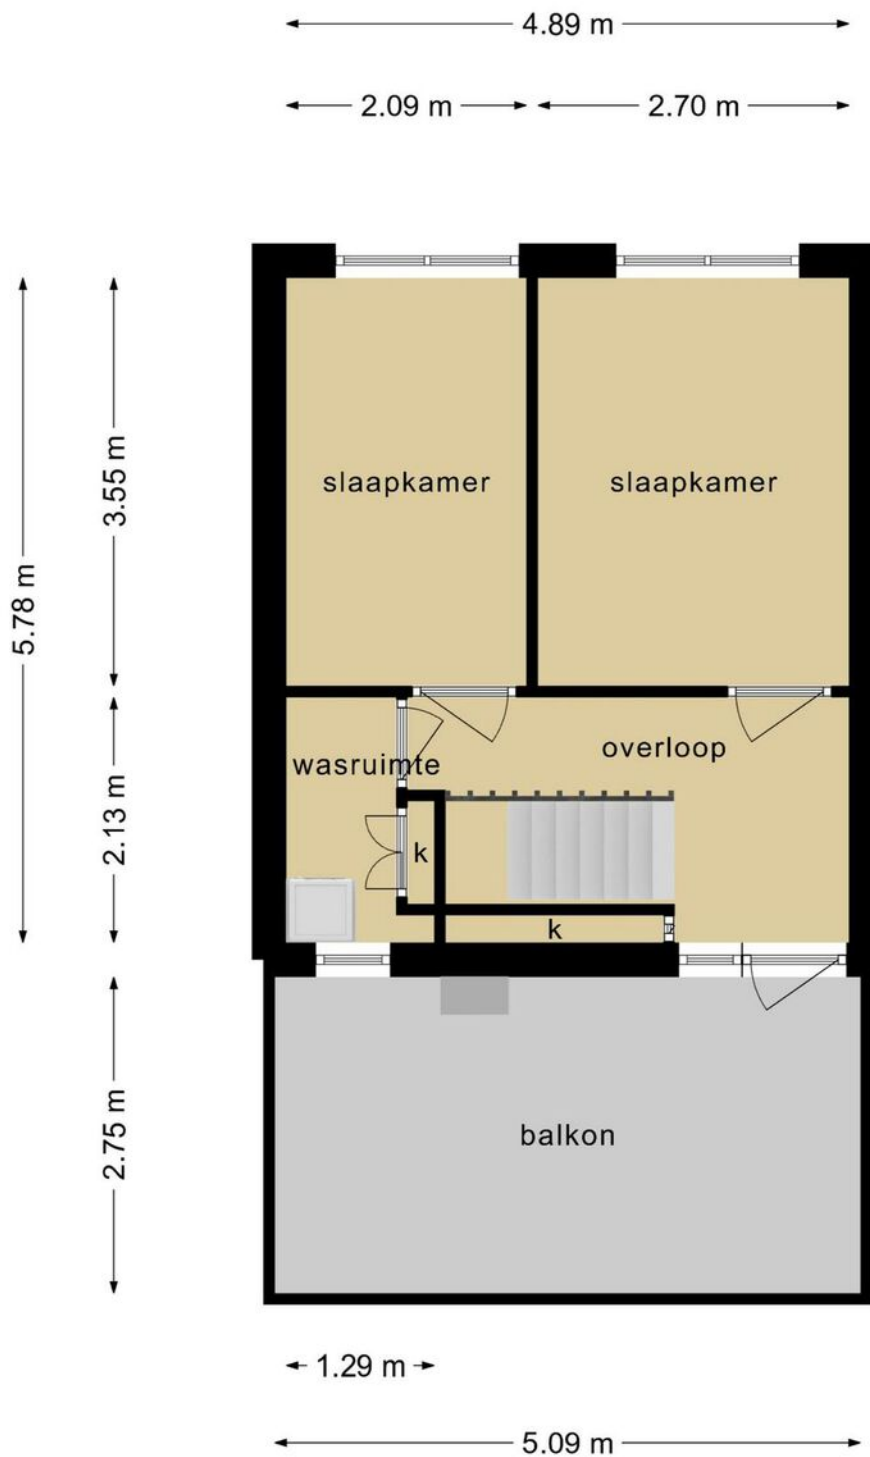 4.89 m
2.09 m
2.70 m
3.55 m
5.78 m
slaapkamer
slaapkamer
overloop
wasruimte
2.13 m
k
k
2.75 m
balkon
1.29 m
5.09 m